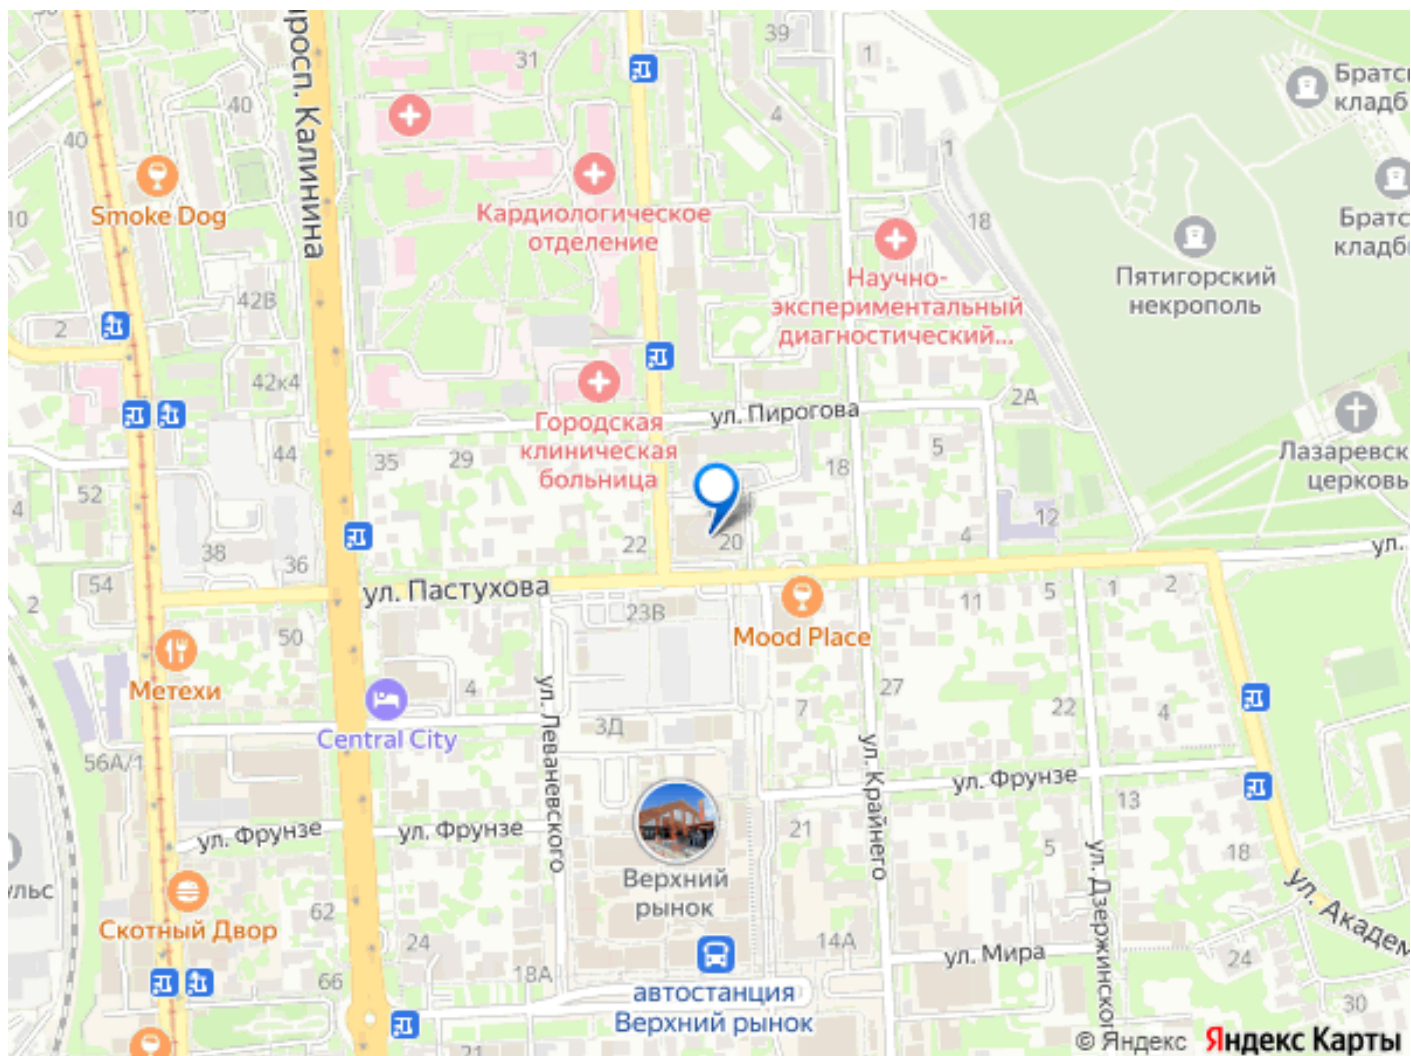 39
31
1
просп. Калинина
40
4
40
1
Братс
кладб
Smoke Dog
10
Кардиологическое
отделение
18
Братс
кладб
Научно-
экспериментальный
диагностический...
Пятигорский
некрополь
42В
2
42к4
2А
ул. Пирогова
Городская
клиническая
больница
44
35
29
18
5
Лазаревск
церковь
52
4
12
38
36
22
20
4
ул.
54
2
ул. Пастухова
23В
11
5
1
2
50
Mood Place
Метехи
4
27
22
4
7
Central City
3Д
56А/1
ул. Леваневского
ул. Крайнего
ул. Фрунзе
13
ул. Фрунзе
ул. Фрунзе
21
5
18
ульс
Верхний
рынок
ул. Дзержинског
ул. Академ
62
Скотный Двор
24
14А
ул. Мира
24
66
18А
автостанция
Верхний рынок
30
21
© Яндекс Яндекс Карты